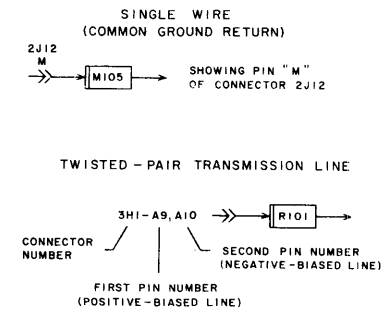 SINGLE WIRE
(COMMON GROUND RETURN)
2J12
M
M105
SHOWING PIN "M"
OF CONNECTOR 2J12
TWISTED-PAIR TRANSMISSION LINE
3H1-A9,A10
R101
CONNECTOR
NUMBER
SECOND PIN NUMBER
(NEGATIVE-BIASED LINE)
FIRST PIN NUMBER
(POSITIVE-BIASED LINE)